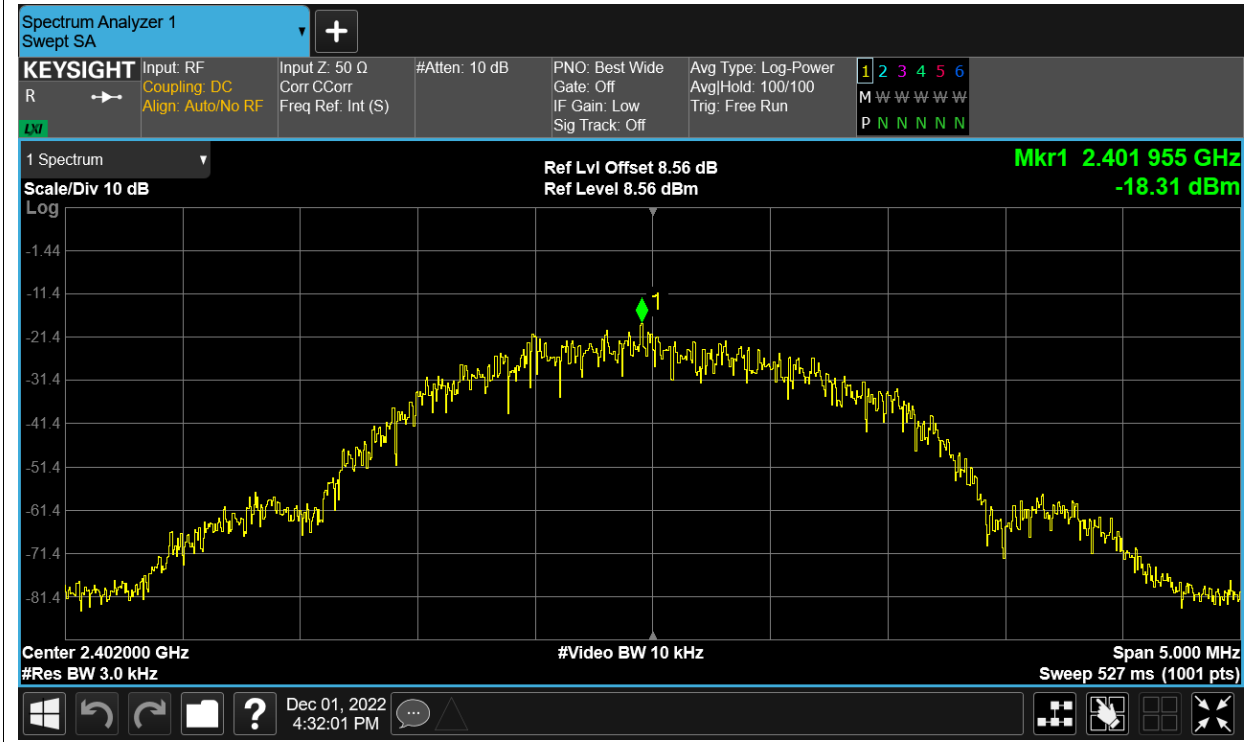 Spectrum Analyzer 1
Swept SA
KEYSIGHT
R
LXI
Input: RF
Coupling: DC
Align: Auto/No RF
Input Z: 50 Ω
Corr CCorr
Freq Ref: Int (S)
#Atten: 10 dB
PNO: Best Wide
Gate: Off
IF Gain: Low
Sig Track: Off
Avg Type: Log-Power
Avg|Hold: 100/100
Trig: Free Run
1 2 3 4 5 6
M W W W W W
P N N N N N N
1 Spectrum
Scale/Div 10 dB
Log
Ref Lvl Offset 8.56 dB
Ref Level 8.56 dBm
Mkr1 2.401 955 GHz
-18.31 dBm
-1.44
-11.4
1
-21.4
-31.4
-41.4
-51.4
-61.4
-71.4
-81.4
Center 2.402000 GHz
#Video BW 10 kHz
Span 5.000 MHz
#Res BW 3.0 kHz
Sweep 527 ms (1001 pts)
?
Dec 01, 2022
4:32:01 PM